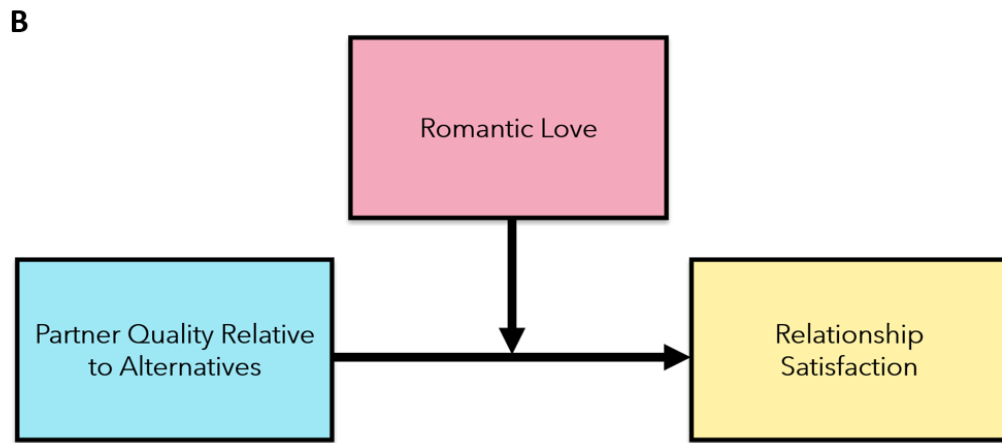 B
Romantic Love
Partner Quality Relative
to Alternatives
Relationship
Satisfaction